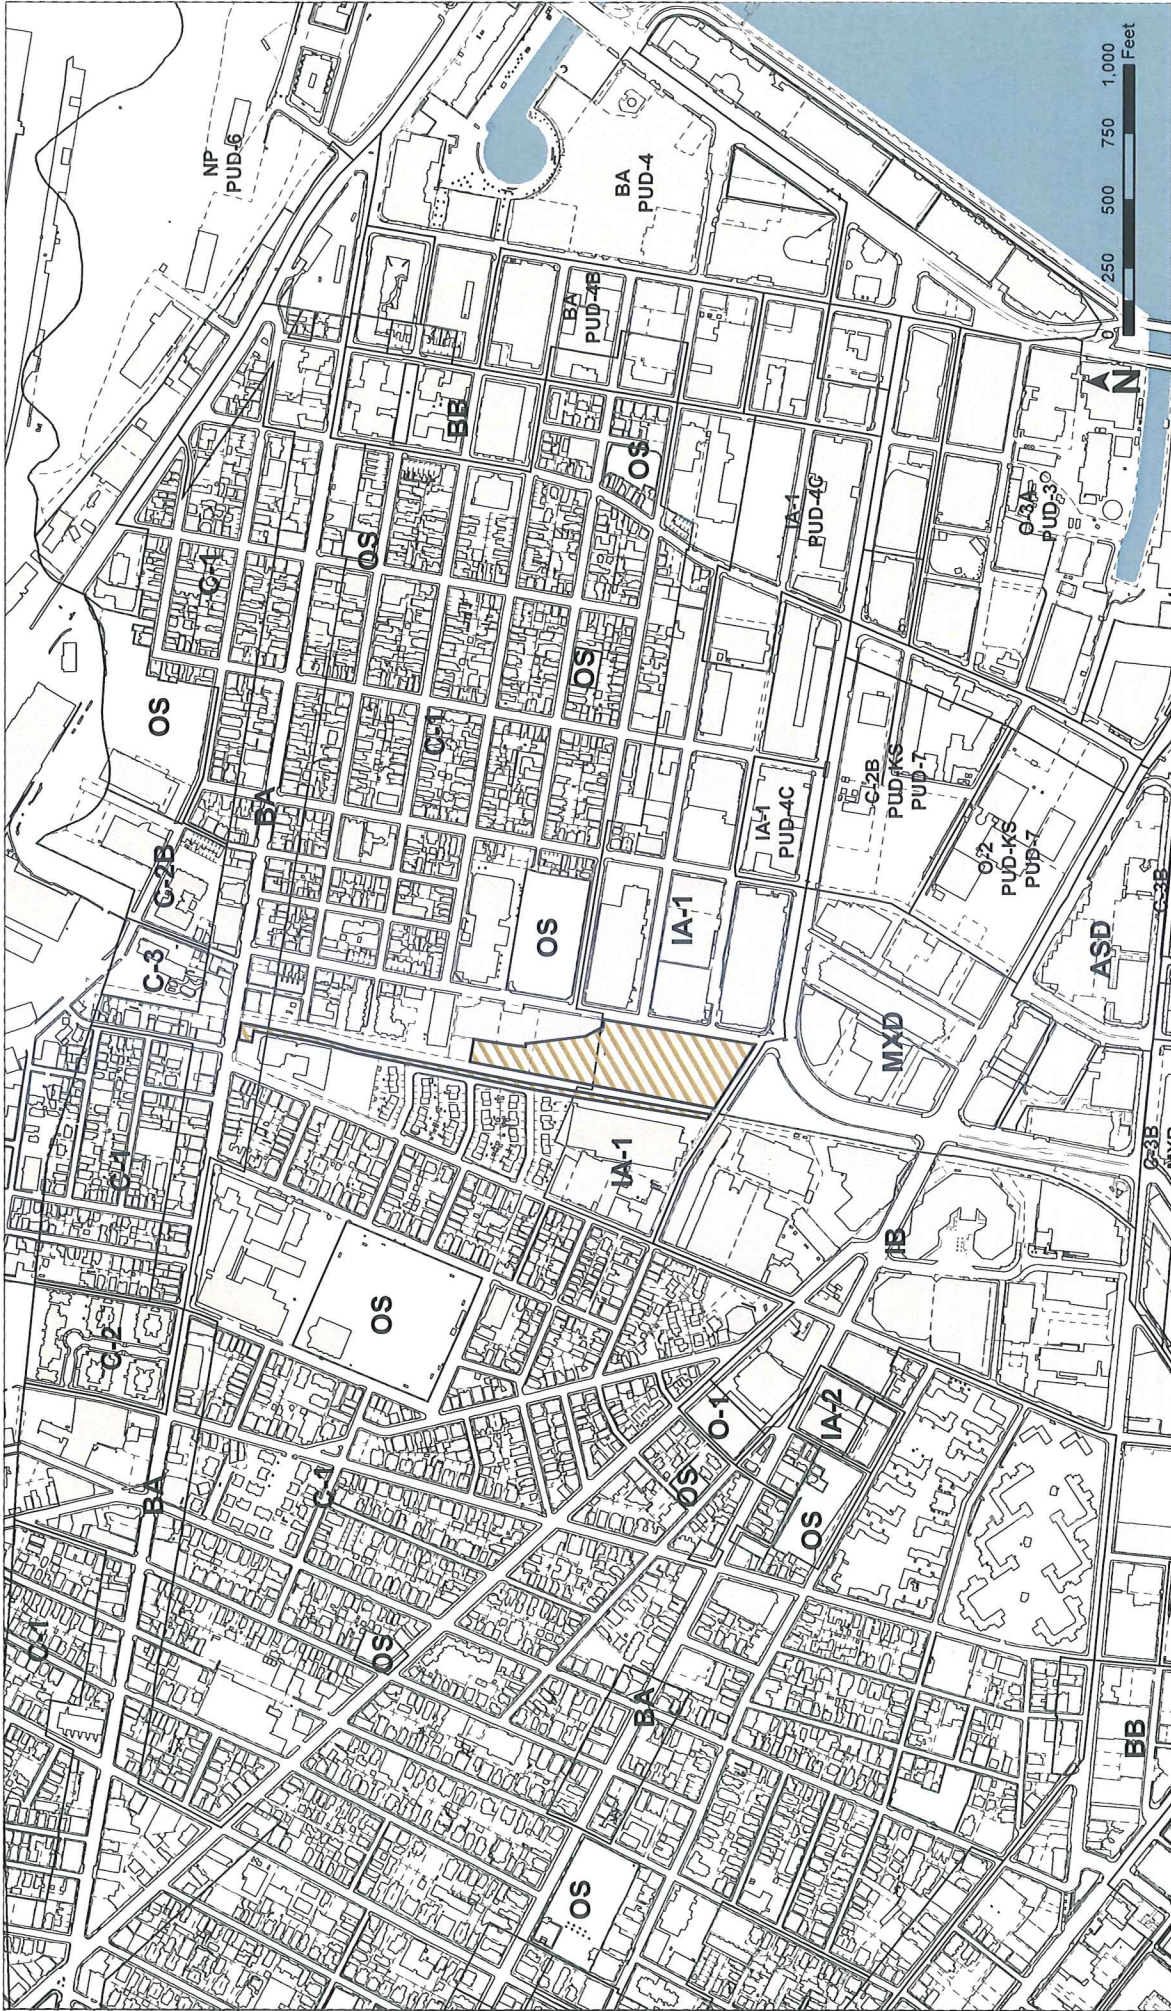 C-1
C-2
C-1
BA
C-3
C-2B
OS
C-1
NP
PUD-6
BA
C-1
OS
OS
OS
C-1
BB
OS
OS
OS
BA
PUD-4B
BA
IA-1
OS
BA
PUD-4
OS
O-1
IA-1
IA-1
PUD-4C
IA-1
PUD-4C
OS
IA-2
IB
MXD
C-2B
PUD-KS
PUD-7
O-2
PUD-KS
PUD-7
O-3A
PUD-3
ASD
BB
C-3B
C-3B
N
0 250 500 750 1,000
Feet